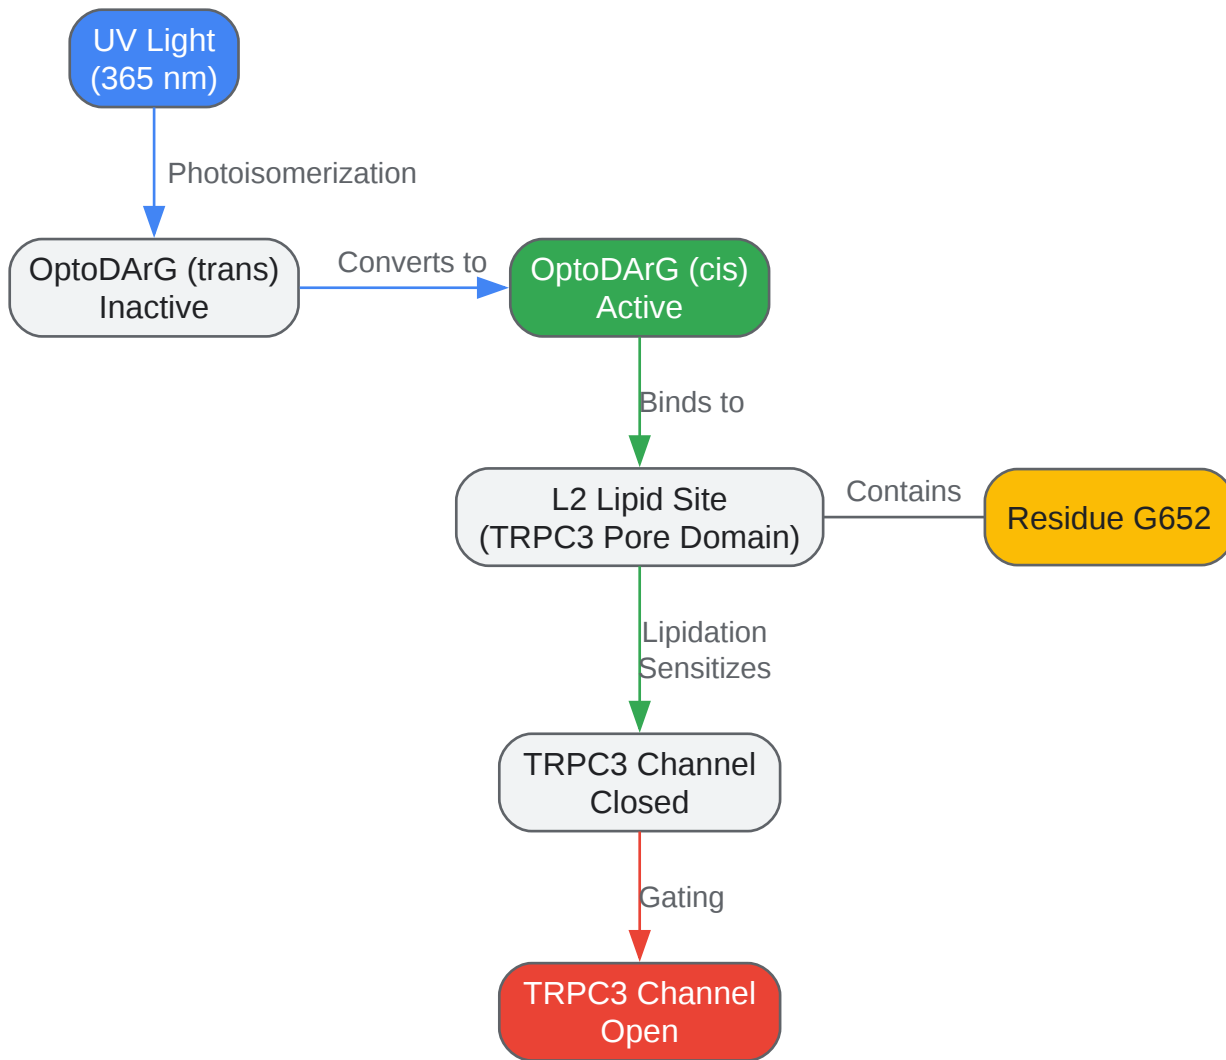 UV Light
(365 nm)
Photoisomerization
OptoDArG (trans)
Inactive
Converts to
OptoDArG (cis)
Active
Binds to
L2 Lipid Site
(TRPC3 Pore Domain)
Contains
Residue G652
Lipidation
Sensitizes
TRPC3 Channel
Closed
Gating
TRPC3 Channel
Open